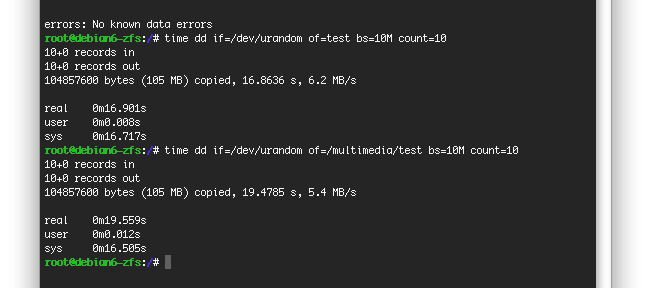 errors: No known data errors
root@debian6-zfs:/# time dd if=/dev/urandom of=test bs=10M count=10
10+0 records in
10+0 records out
104857600 bytes (105 MB) copied, 16.8636 s, 6.2 MB/s
real    0m16.901s
user    0m0.008s
sys     0m16.717s
root@debian6-zfs:/# time dd if=/dev/urandom of=/multimedia/test bs=10M count=10
10+0 records in
10+0 records out
104857600 bytes (105 MB) copied, 19.4785 s, 5.4 MB/s
real    0m19.559s
user    0m0.012s
sys     0m16.505s
root@debian6-zfs:/#